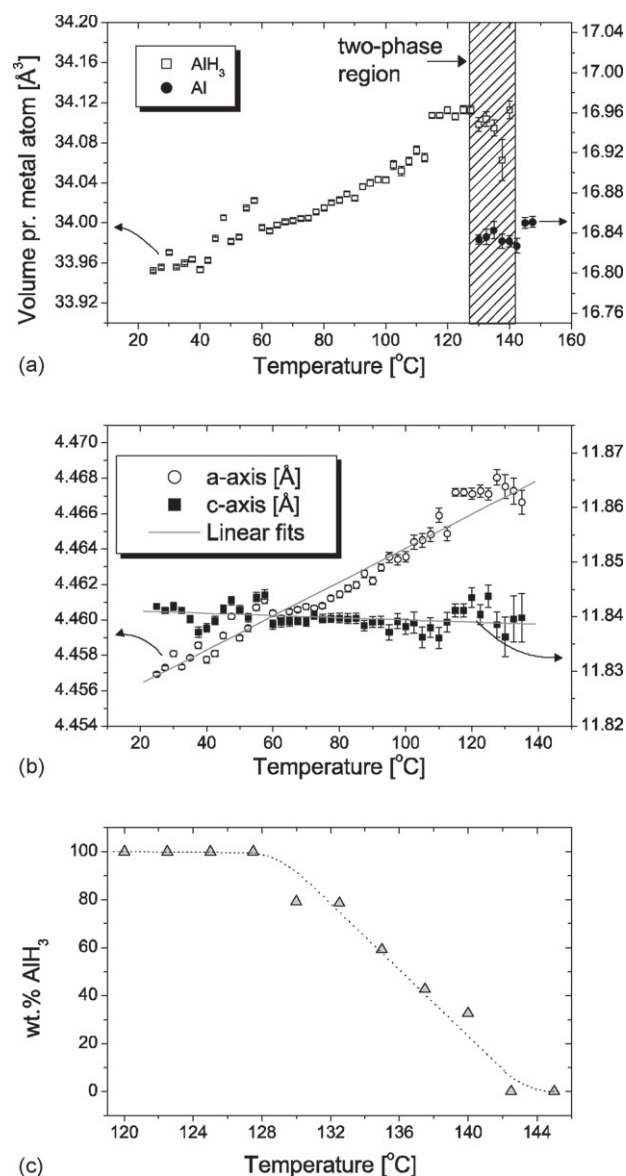 (a)
Volume pr. metal atom [Å³]
34.20
34.16
34.12
34.08
34.04
34.00
33.96
33.92
AlH₃
Al
two-phase
region
17.04
17.00
16.96
16.92
16.88
16.84
16.80
16.76
20 40 60 80 100 120 140 160
Temperature [°C]
(b)
4.470
4.468
4.466
4.464
4.462
4.460
4.458
4.456
4.454
a-axis [Å]
c-axis [Å]
Linear fits
11.87
11.86
11.85
11.84
11.83
11.82
20 40 60 80 100 120 140
Temperature [°C]
(c)
wt.% AlH₃
100
80
60
40
20
0
120 124 128 132 136 140 144
Temperature [°C]